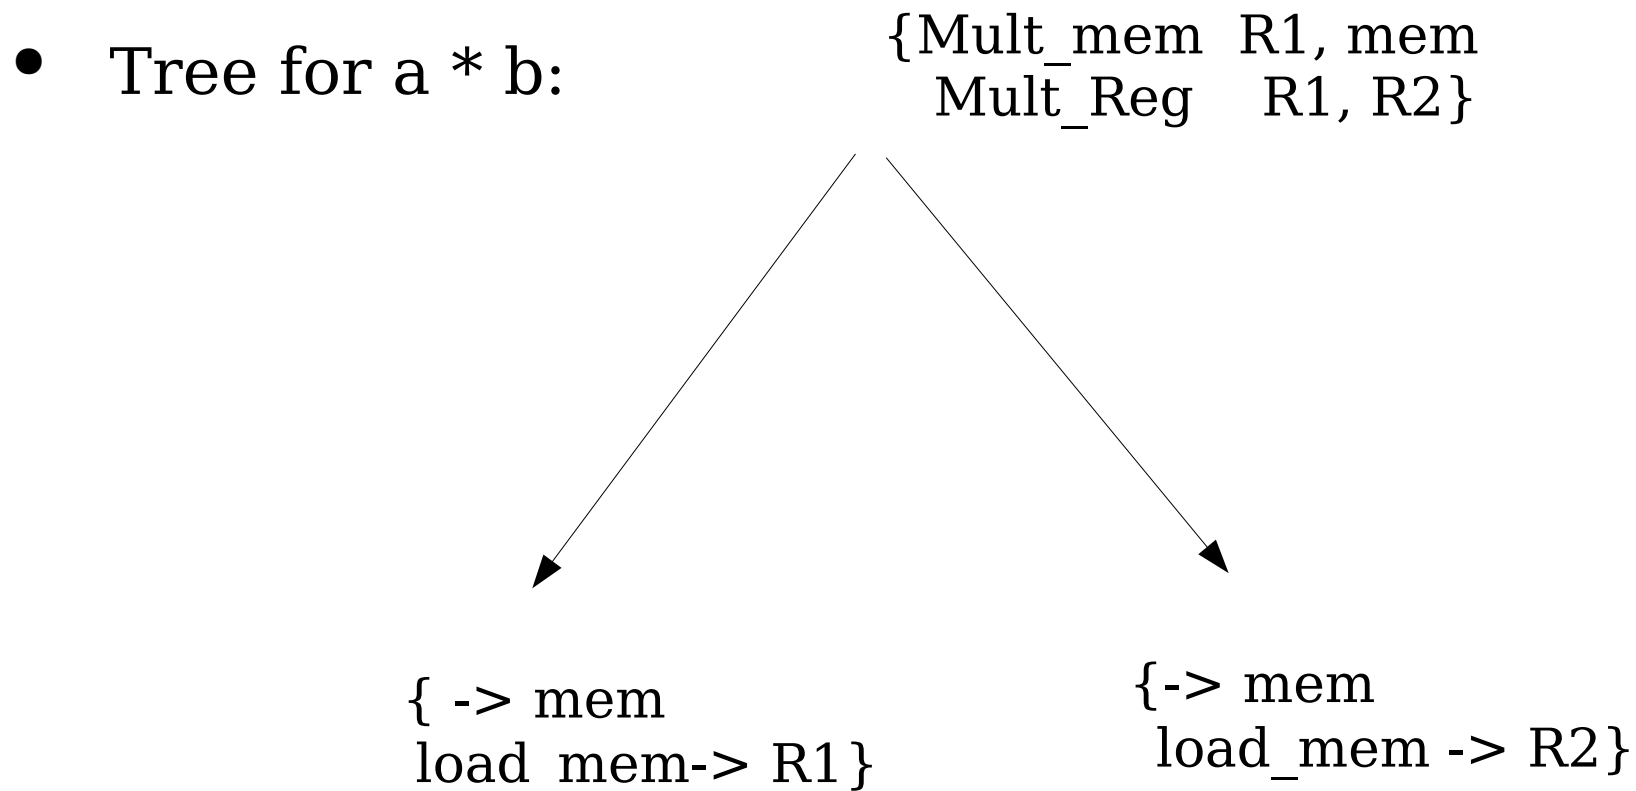 • Tree for a * b:
{Mult_mem R1, mem
Mult_Reg R1, R2}
{ -> mem
load mem-> R1}
{-> mem
load_mem -> R2}